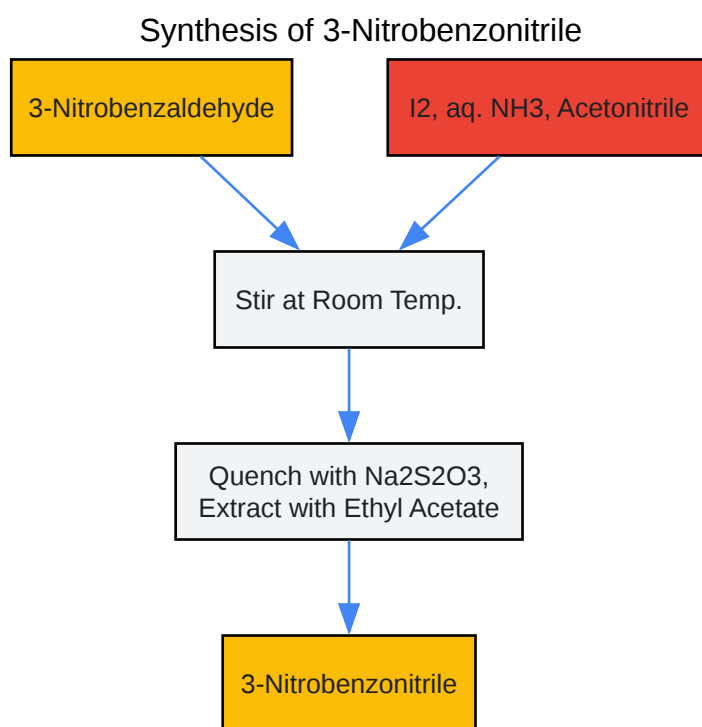 Synthesis of 3-Nitrobenzonitrile
3-Nitrobenzaldehyde
I2, aq. NH3, Acetonitrile
Stir at Room Temp.
Quench with Na2S2O3,
Extract with Ethyl Acetate
3-Nitrobenzonitrile